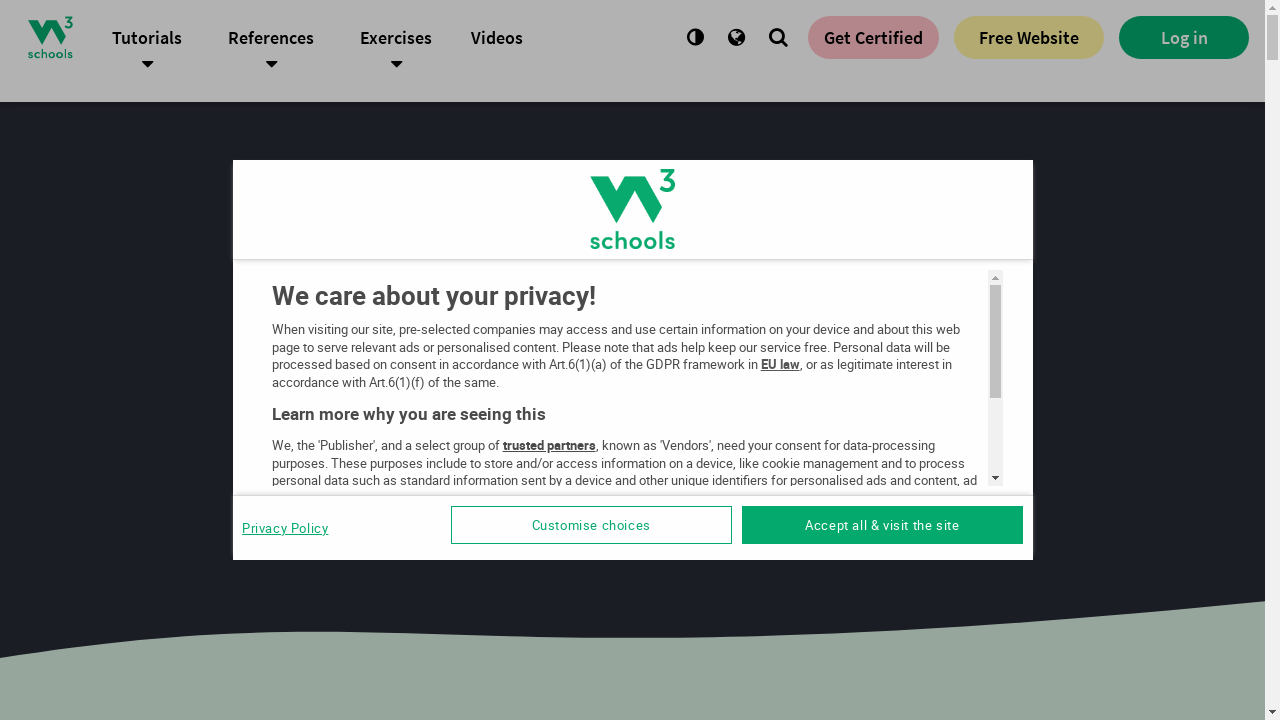 3
schools
Tutorials
References
Exercises
Videos
Get Certified
Free Website
Log in
3
schools
We care about your privacy!
When visiting our site, pre-selected companies may access and use certain information on your device and about this web
page to serve relevant ads or personalised content. Please note that ads help keep our service free. Personal data will be
processed based on consent in accordance with Art.6(1)(a) of the GDPR framework in EU law, or as legitimate interest in
accordance with Art.6(1)(f) of the same.
Learn more why you are seeing this
We, the 'Publisher', and a select group of trusted partners, known as 'Vendors', need your consent for data-processing
purposes. These purposes include to store and/or access information on a device, like cookie management and to process
personal data such as standard information sent by a device and other unique identifiers for personalised ads and content, ad
Privacy Policy
Customise choices
Accept all & visit the site